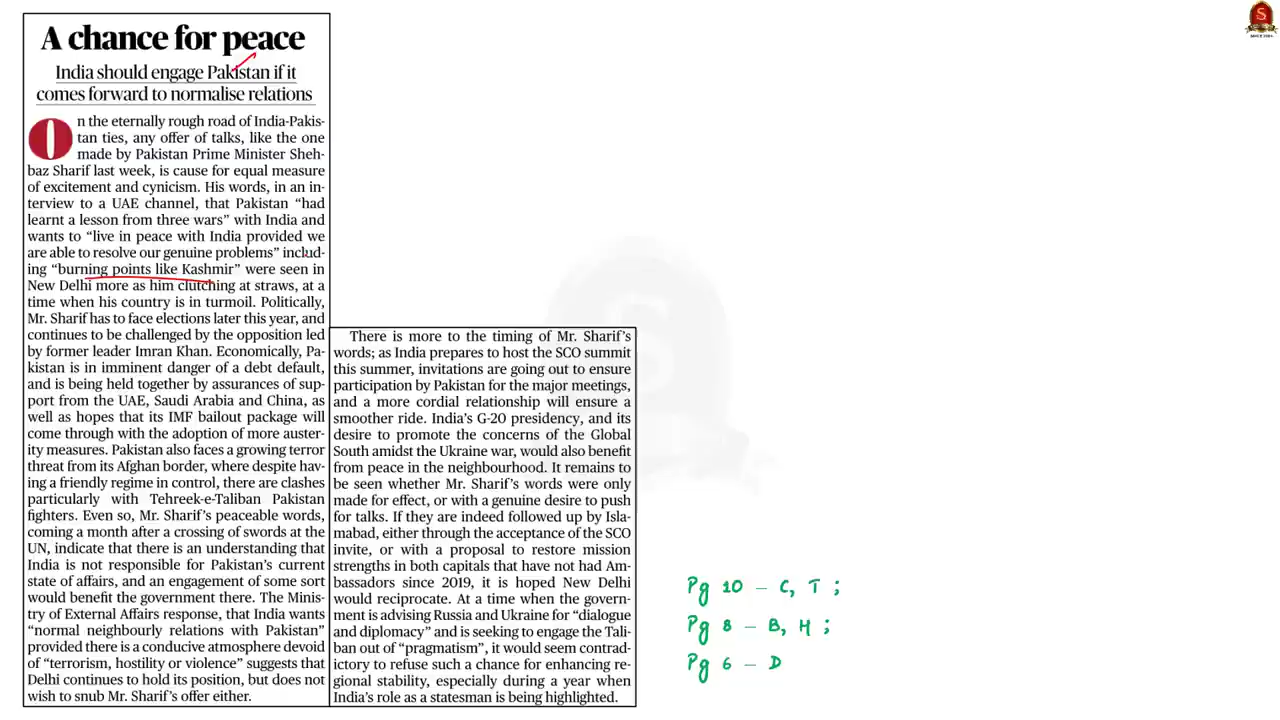 A chance for peace
India should engage Pakistan if it
comes forward to normalise relations
On the eternally rough road of India-Pakis-
tan ties, any offer of talks, like the one
made by Pakistan Prime Minister Sheh-
baz Sharif last week, is cause for equal measure
of excitement and cynicism. His words, in an in-
terview to a UAE channel, that Pakistan “had
learnt a lesson from three wars” with India and
wants to “live in peace with India provided we
are able to resolve our genuine problems” includ-
ing “burning points like Kashmir” were seen in
New Delhi more as him clutching at straws, at a
time when his country is in turmoil. Politically,
Mr. Sharif has to face elections later this year, and
continues to be challenged by the opposition led
by former leader Imran Khan. Economically, Pa-
kistan is in imminent danger of a debt default,
and is being held together by assurances of sup-
port from the UAE, Saudi Arabia and China, as
well as hopes that its IMF bailout package will
come through with the adoption of more auster-
ity measures. Pakistan also faces a growing terror
threat from its Afghan border, where despite hav-
ing a friendly regime in control, there are clashes
particularly with Tehreek-e-Taliban Pakistan
fighters. Even so, Mr. Sharif’s peaceable words,
coming a month after a crossing of swords at the
UN, indicate that there is an understanding that
India is not responsible for Pakistan’s current
state of affairs, and an engagement of some sort
would benefit the government there. The Minis-
try of External Affairs response, that India wants
“normal neighbourly relations with Pakistan”
provided there is a conducive atmosphere devoid
of “terrorism, hostility or violence” suggests that
Delhi continues to hold its position, but does not
wish to snub Mr. Sharif’s offer either.
There is more to the timing of Mr. Sharif’s
words; as India prepares to host the SCO summit
this summer, invitations are going out to ensure
participation by Pakistan for the major meetings,
and a more cordial relationship will ensure a
smoother ride. India’s G-20 presidency, and its
desire to promote the concerns of the Global
South amidst the Ukraine war, would also benefit
from peace in the neighbourhood. It remains to
be seen whether Mr. Sharif’s words were only
made for effect, or with a genuine desire to push
for talks. If they are indeed followed up by Isla-
mabad, either through the acceptance of the SCO
invite, or with a proposal to restore mission
strengths in both capitals that have not had Am-
bassadors since 2019, it is hoped New Delhi
would reciprocate. At a time when the govern-
ment is advising Russia and Ukraine for “dialogue
and diplomacy” and is seeking to engage the Tali-
ban out of “pragmatism”, it would seem contrad-
ictory to refuse such a chance for enhancing re-
gional stability, especially during a year when
India’s role as a statesman is being highlighted.
Pg 10 – C, T ;
Pg 8 – B, H ;
Pg 6 – D